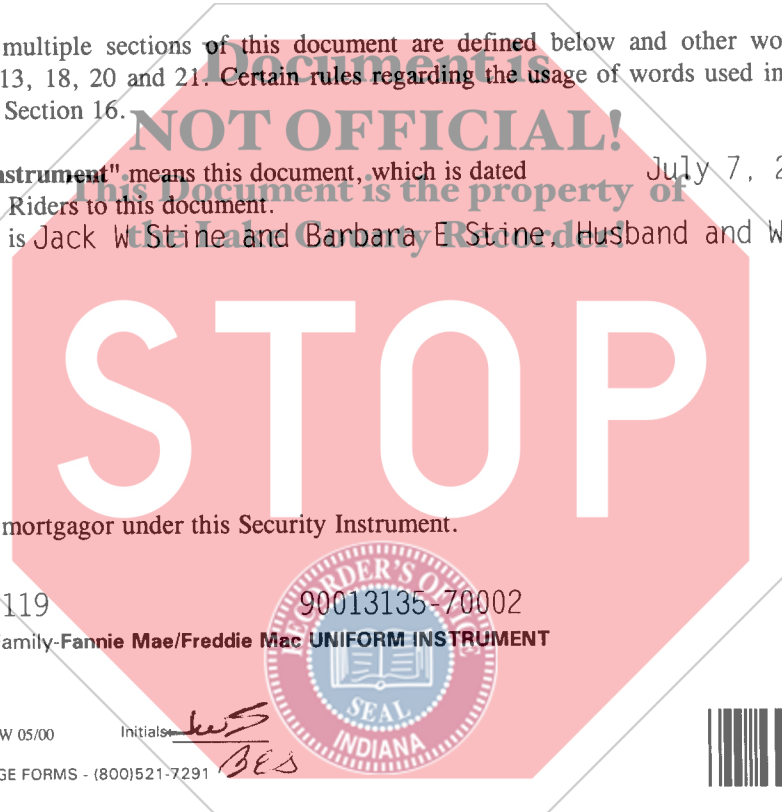 multiple sections of this document are defined below and other wo
Document is
13, 18, 20 and 21. Certain rules regarding the usage of words used in
Section 16.
NOT OFFICIAL!
nstrument" means this document, which is dated July 7, 2
This Document is the property of
Riders to this document.
is Jack W Stine and Barbara E Stine, Husband and W
the Lake County Recorder!
STOP
mortgagor under this Security Instrument.
119 90013135-70002
amily-Fannie Mae/Freddie Mac UNIFORM INSTRUMENT
RECORDER'S OFFICE
SEAL
INDIANA
W 05/00 Initials: JWS
GE FORMS - (800)521-7291 BES